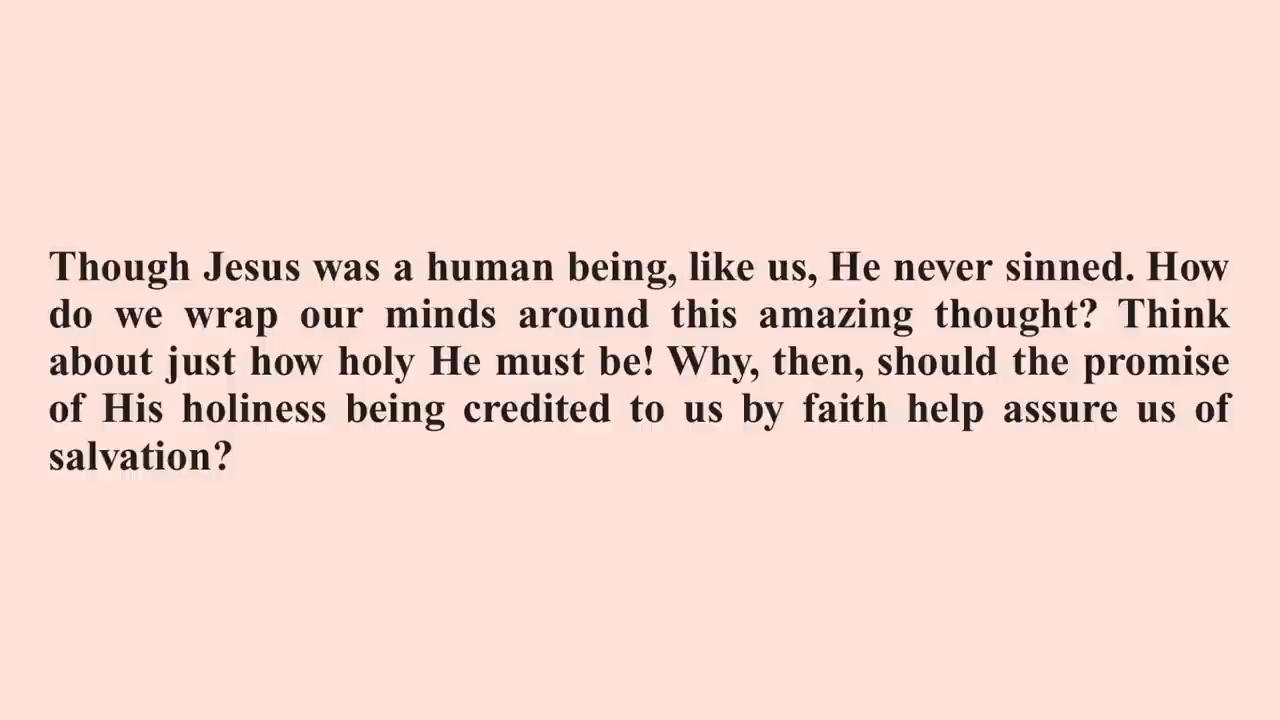 Though Jesus was a human being, like us, He never sinned. How
do we wrap our minds around this amazing thought? Think
about just how holy He must be! Why, then, should the promise
of His holiness being credited to us by faith help assure us of
salvation?